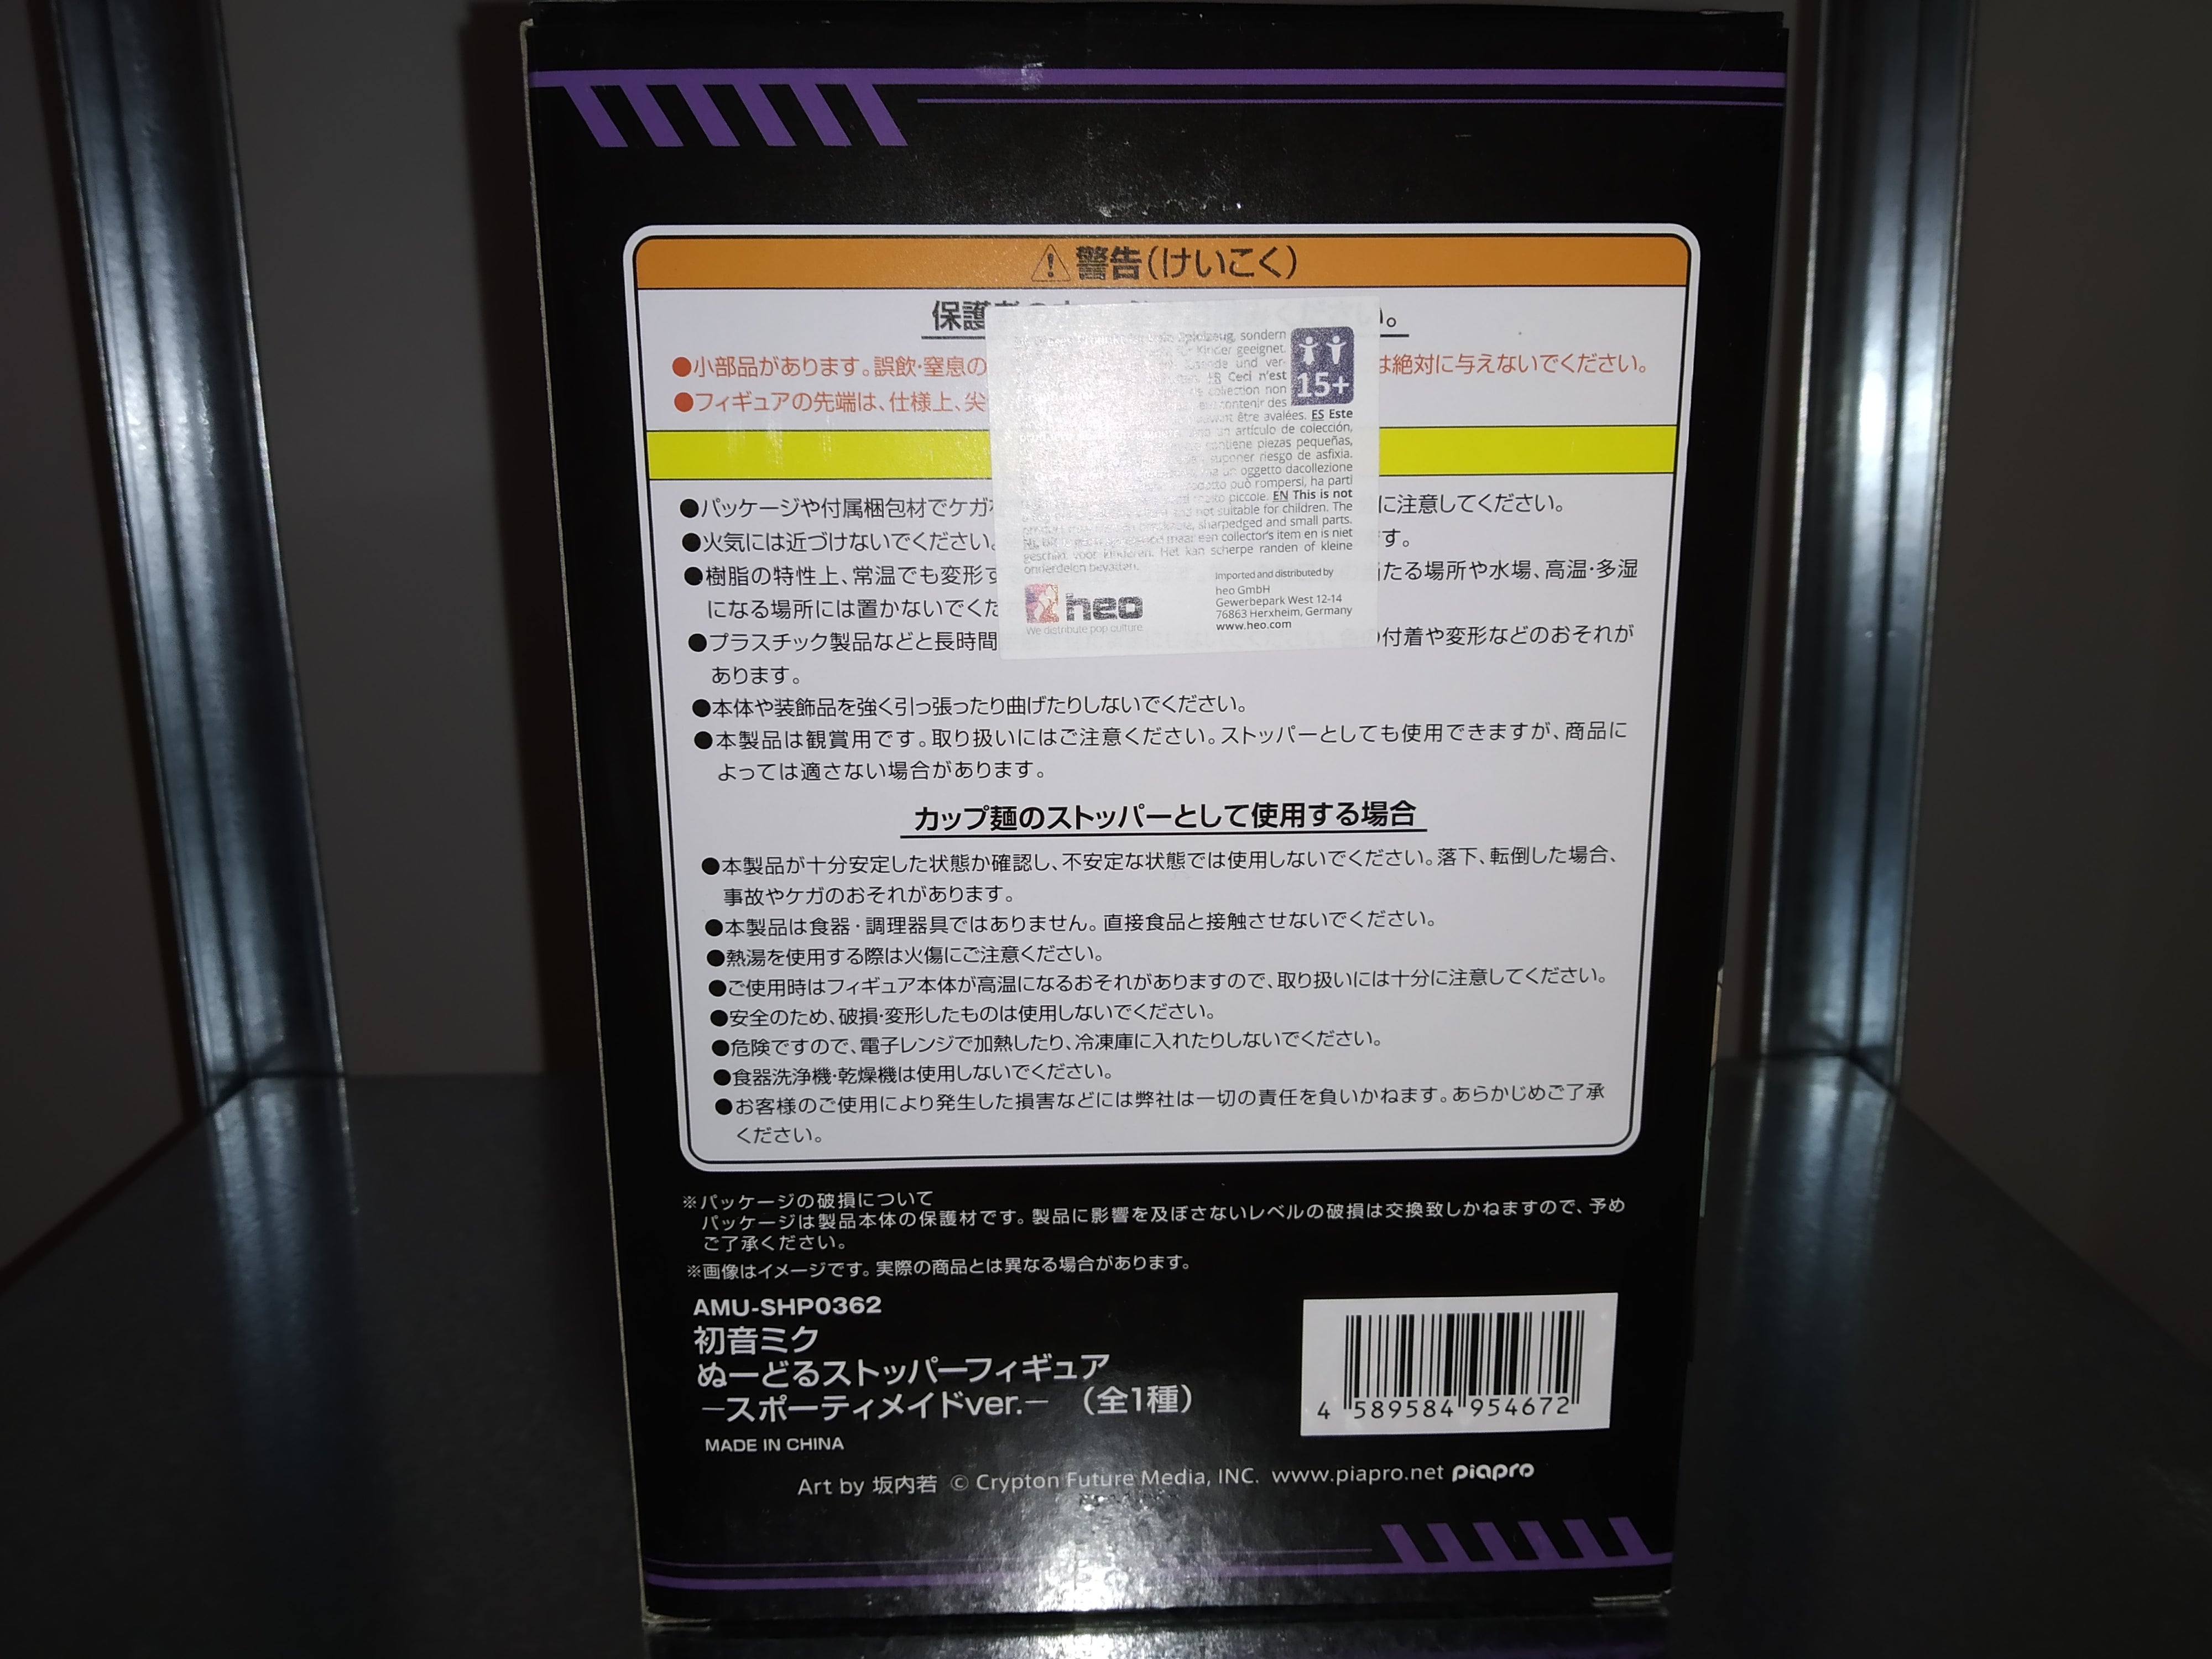 警告(けいこく)
保護 い。
●小部品があります。誤飲・窒息の は絶対に与えないでください。
●フィギュアの先端は、仕様上、尖
●パッケージや付属梱包材でケガ に注意してください。
●火気には近づけないでください。 す。
●樹脂の特性上、常温でも変形す たる場所や水場、高温・多湿
になる場所には置かないでくだ
●プラスチック製品などと長時間 の付着や変形などのおそれが
あります。
●本体や装飾品を強く引っ張ったり曲げたりしないでください。
●本製品は観賞用です。取り扱いにはご注意ください。ストッパーとしても使用できますが、商品に
よっては適さない場合があります。
カップ麺のストッパーとして使用する場合
●本製品が十分安定した状態か確認し、不安定な状態では使用しないでください。落下、転倒した場合、
事故やケガのおそれがあります。
●本製品は食器・調理器具ではありません。直接食品と接触させないでください。
●熱湯を使用する際は火傷にご注意ください。
●ご使用時はフィギュア本体が高温になるおそれがありますので、取り扱いには十分に注意してください。
●安全のため、破損・変形したものは使用しないでください。
●危険ですので、電子レンジで加熱したり、冷凍庫に入れたりしないでください。
●食器洗浄機・乾燥機は使用しないでください。
●お客様のご使用により発生した損害などには弊社は一切の責任を負いかねます。あらかじめご了承
ください。
Spielzeug, sondern
für Kinder geeignet.
und ver-
FR Ceci n'est
collection non
contenir des
être avalées. ES Este
un artículo de colección,
contiene piezas pequeñas,
suponer riesgo de asfixia.
un oggetto dacollezione
può rompersi, ha parti
piccole. EN This is not
and not suitable for children. The
sharpedged and small parts.
maar een collector's item en is niet
geschikt voor kinderen. Het kan scherpe randen of kleine
onderdelen bevatten.
15+
heo
We distribute pop culture.
Imported and distributed by
heo GmbH
Gewerbepark West 12-14
76863 Herxheim, Germany
www.heo.com
※パッケージの破損について
パッケージは製品本体の保護材です。製品に影響を及ぼさないレベルの破損は交換致しかねますので、予め
ご了承ください。
※画像はイメージです。実際の商品とは異なる場合があります。
AMU-SHP0362
初音ミク
ぬーどるストッパーフィギュア
ースポーティメイドver.ー (全1種)
MADE IN CHINA
4 589584 954672
Art by 坂内若 © Crypton Future Media, INC. www.piapro.net piapro